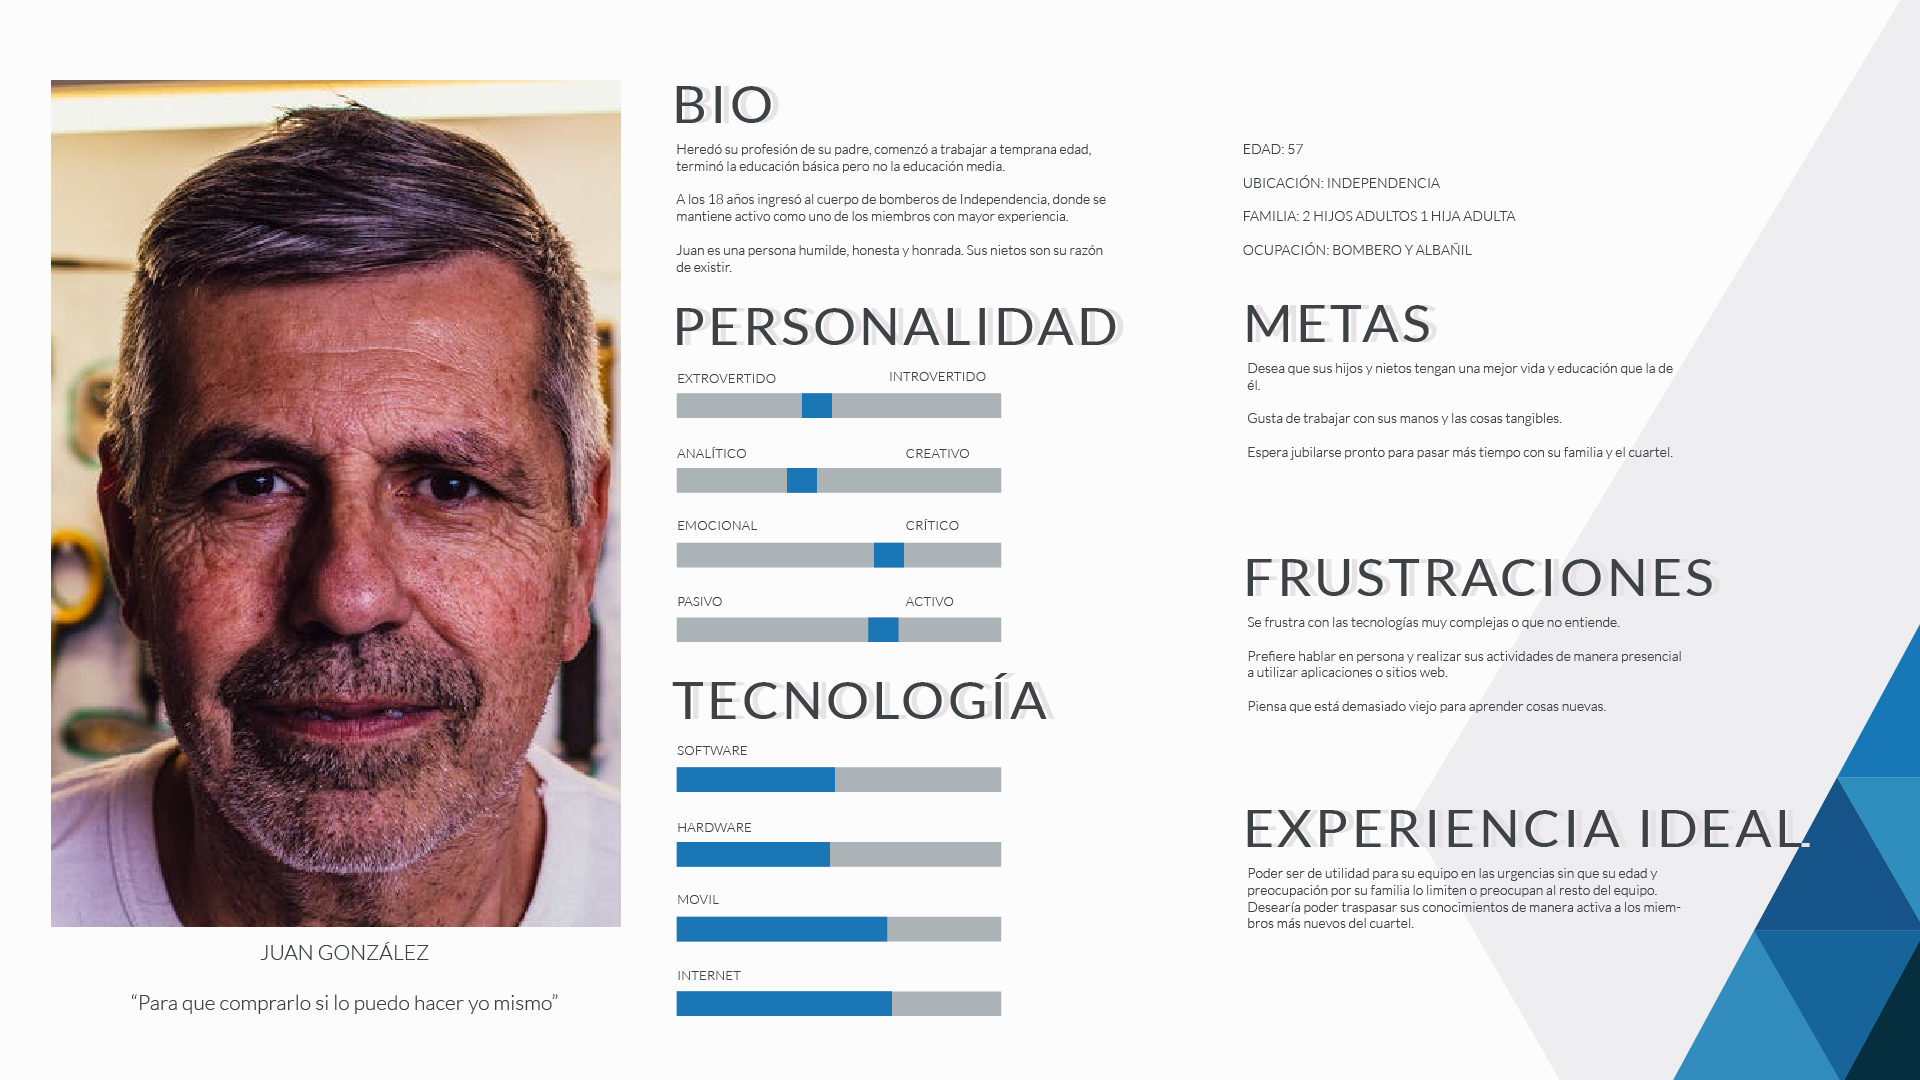 JUAN GONZÁLEZ
“Para que comprarlo si lo puedo hacer yo mismo”
BIO
Heredó su profesión de su padre, comenzó a trabajar a temprana edad,
terminó la educación básica pero no la educación media.
A los 18 años ingresó al cuerpo de bomberos de Independencia, donde se
mantiene activo como uno de los miembros con mayor experiencia.
Juan es una persona humilde, honesta y honrada. Sus nietos son su razón
de existir.
PERSONALIDAD
EXTROVERTIDO INTROVERTIDO
ANALÍTICO CREATIVO
EMOCIONAL CRÍTICO
PASIVO ACTIVO
TECNOLOGÍA
SOFTWARE
HARDWARE
MOVIL
INTERNET
EDAD: 57
UBICACIÓN: INDEPENDENCIA
FAMILIA: 2 HIJOS ADULTOS 1 HIJA ADULTA
OCUPACIÓN: BOMBERO Y ALBAÑIL
METAS
Desea que sus hijos y nietos tengan una mejor vida y educación que la de
él.
Gusta de trabajar con sus manos y las cosas tangibles.
Espera jubilarse pronto para pasar más tiempo con su familia y el cuartel.
FRUSTRACIONES
Se frustra con las tecnologías muy complejas o que no entiende.
Prefiere hablar en persona y realizar sus actividades de manera presencial
a utilizar aplicaciones o sitios web.
Piensa que está demasiado viejo para aprender cosas nuevas.
EXPERIENCIA IDEAL
Poder ser de utilidad para su equipo en las urgencias sin que su edad y
preocupación por su familia lo limiten o preocupan al resto del equipo.
Desearía poder traspasar sus conocimientos de manera activa a los miem-
bros más nuevos del cuartel.